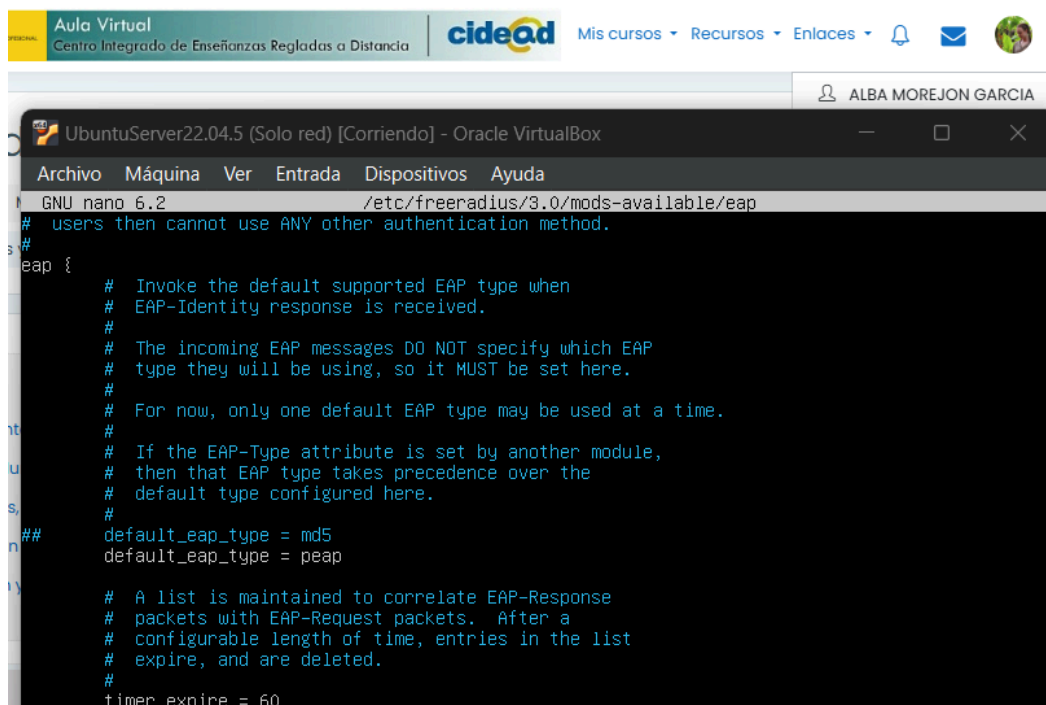 Aula Virtual
Centro Integrado de Enseñanzas Regladas a Distancia
cidead
Mis cursos Recursos Enlaces
ALBA MOREJON GARCIA
UbuntuServer22.04.5 (Solo red) [Corriendo] - Oracle VirtualBox
Archivo Máquina Ver Entrada Dispositivos Ayuda
GNU nano 6.2 /etc/freeradius/3.0/mods-available/eap
# users then cannot use ANY other authentication method.
#
eap {
# Invoke the default supported EAP type when
# EAP-Identity response is received.
#
# The incoming EAP messages DO NOT specify which EAP
# type they will be using, so it MUST be set here.
#
# For now, only one default EAP type may be used at a time.
#
# If the EAP-Type attribute is set by another module,
# then that EAP type takes precedence over the
# default type configured here.
#
## default_eap_type = md5
default_eap_type = peap
# A list is maintained to correlate EAP-Response
# packets with EAP-Request packets. After a
# configurable length of time, entries in the list
# expire, and are deleted.
#
timer_expire = 60